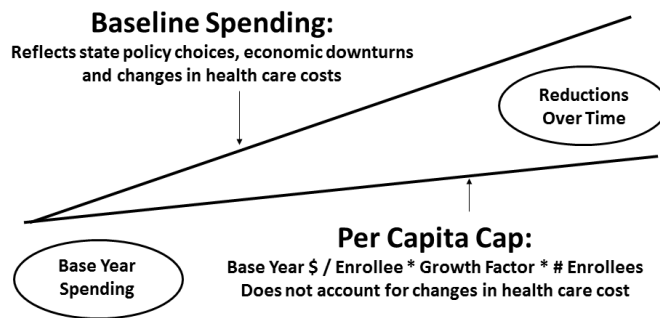 Baseline Spending:
Reflects state policy choices, economic downturns
and changes in health care costs
Reductions
Over Time
Base Year
Spending
Per Capita Cap:
Base Year $ / Enrollee * Growth Factor * # Enrollees
Does not account for changes in health care cost